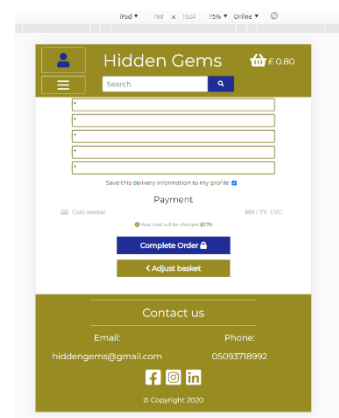 iPad ▼ 768 × 1024 75% ▼ Online ▼
Hidden Gems
£ 0.80
Search
*
*
*
*
*
Save this delivery information to my profile
Payment
Card number MM / YY CVC
Your card will be charged $0.79
Complete Order
Adjust basket
Contact us
Email: Phone:
hiddengems@gmail.com 05093718992
© Copyright 2020